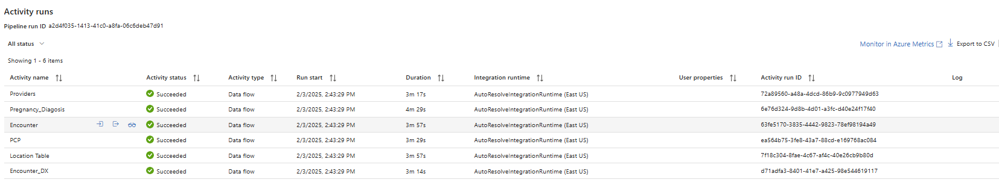 Activity runs
Pipeline run ID a2d4f035-1413-41c0-a8fa-06c6deb47d91
All status
Monitor in Azure Metrics Export to CSV
Showing 1 - 6 items
Activity name Activity status Activity type Run start Duration Integration runtime User properties Activity run ID Log
Providers Succeeded Data flow 2/3/2025, 2:43:29 PM 3m 17s AutoResolveIntegrationRuntime (East US) 72a89560-a48a-4dcd-86b9-9c0977949d63
Pregnancy_Diagosis Succeeded Data flow 2/3/2025, 2:43:29 PM 4m 29s AutoResolveIntegrationRuntime (East US) 6e76d324-9d8b-4d01-a3fc-d40e24f17f40
Encounter Succeeded Data flow 2/3/2025, 2:43:29 PM 3m 57s AutoResolveIntegrationRuntime (East US) 63fe5170-3835-4442-9823-78ef98194a49
PCP Succeeded Data flow 2/3/2025, 2:43:29 PM 3m 29s AutoResolveIntegrationRuntime (East US) ea564b75-3fe8-43a7-88cd-e169768ac084
Location Table Succeeded Data flow 2/3/2025, 2:43:29 PM 3m 57s AutoResolveIntegrationRuntime (East US) 7f18c304-8fae-4c67-af4c-40e26cb9b80d
Encounter_DX Succeeded Data flow 2/3/2025, 2:43:29 PM 3m 14s AutoResolveIntegrationRuntime (East US) d71adfa3-8401-41e7-a425-98e544619117